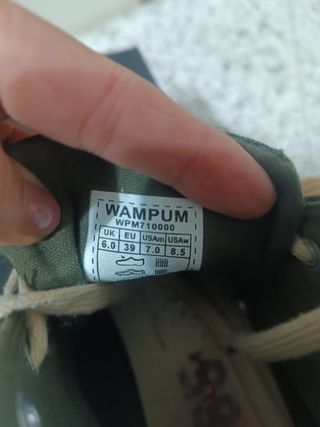 WAMPUM
WPM710000
UK EU USAm USAw
6.0 39 7.0 8.5